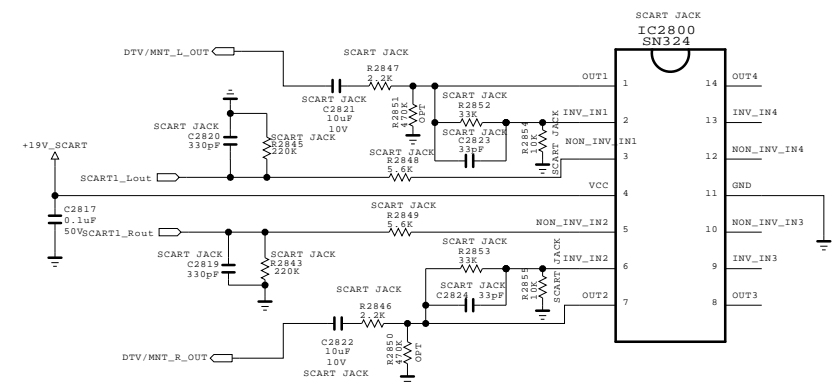 SCART JACK
IC2800
SN324
DTV/MNT_L_OUT
SCART JACK
R2847
2.2K
SCART JACK
C2821
10uF
10V
R2851
470K
OPT
SCART JACK
R2852
33K
SCART JACK
C2823
33pF
R2854
10K
SCART JACK
OUT1
1
14
OUT4
INV_IN1
2
13
INV_IN4
NON_INV_IN1
3
12
NON_INV_IN4
VCC
4
11
GND
NON_INV_IN2
5
10
NON_INV_IN3
INV_IN2
6
9
INV_IN3
OUT2
7
8
OUT3
SCART JACK
C2820
330pF
SCART JACK
R2845
220K
SCART JACK
R2848
5.6K
+19V_SCART
SCART1_Lout
C2817
0.1uF
50V
SCART1_Rout
SCART JACK
R2849
5.6K
SCART JACK
C2819
330pF
SCART JACK
R2843
220K
SCART JACK
R2853
33K
SCART JACK
C2824 33pF
R2855
10K
SCART JACK
SCART JACK
R2846
2.2K
C2822
10uF
10V
SCART JACK
R2850
470K
OPT
DTV/MNT_R_OUT